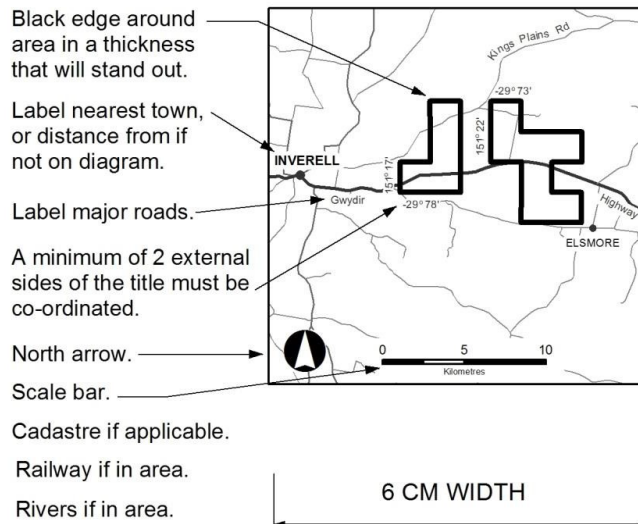 Black edge around
area in a thickness
that will stand out.
Label nearest town,
or distance from if
not on diagram.
Label major roads.
A minimum of 2 external
sides of the title must be
co-ordinated.
North arrow.
Scale bar.
Cadastre if applicable.
Railway if in area.
Rivers if in area.
Kings Plains Rd
-29° 73'
151° 22'
INVERELL
151° 17'
Gwydir
-29° 78'
Highway
ELSMORE
0 5 10
Kilometres
6 CM WIDTH